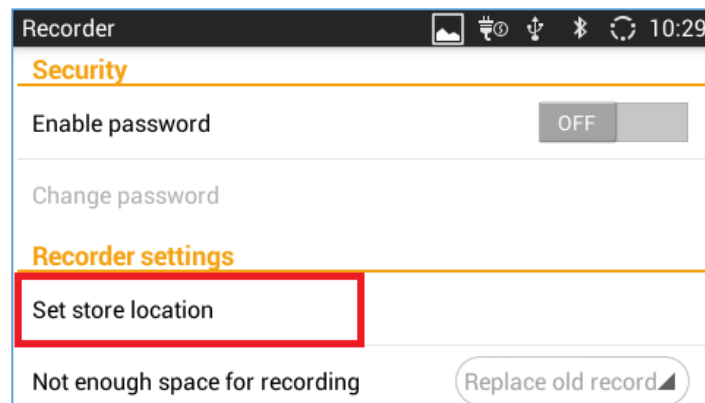 Recorder 10:29
Security
Enable password OFF
Change password
Recorder settings
Set store location
Not enough space for recording Replace old record